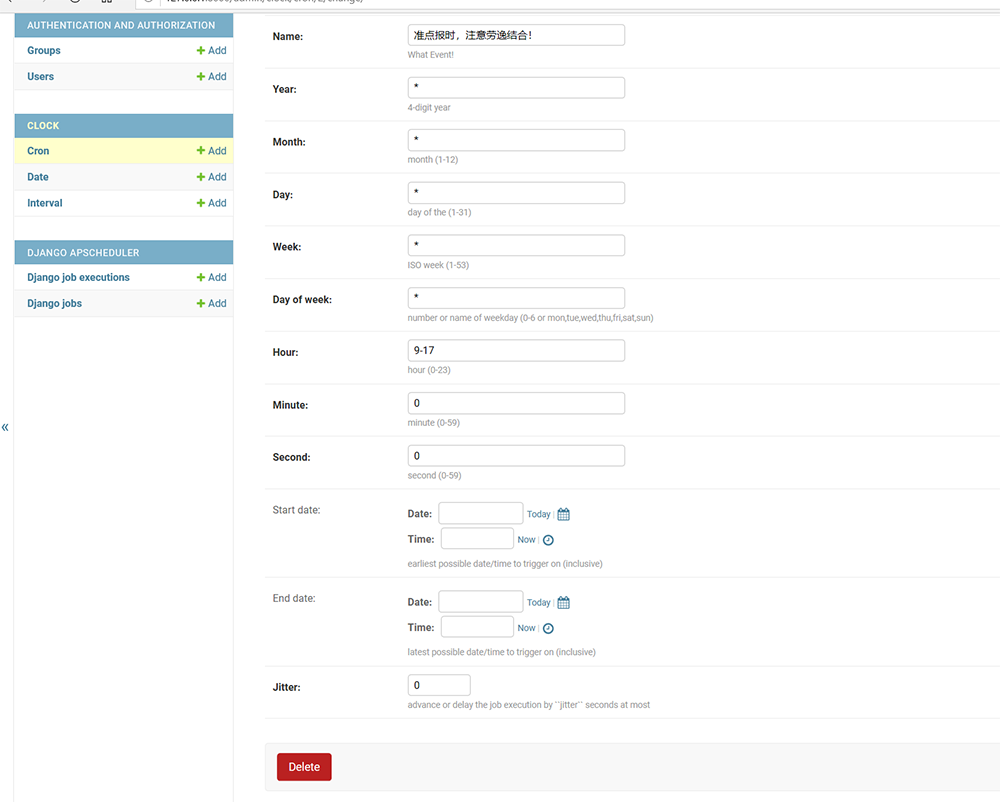 AUTHENTICATION AND AUTHORIZATION
Groups + Add
Users + Add
CLOCK
Cron + Add
Date + Add
Interval + Add
DJANGO APSCHEDULER
Django job executions + Add
Django jobs + Add
«
Name: 准点报时，注意劳逸结合！
What Event!
Year: *
4-digit year
Month: *
month (1-12)
Day: *
day of the (1-31)
Week: *
ISO week (1-53)
Day of week: *
number or name of weekday (0-6 or mon,tue,wed,thu,fri,sat,sun)
Hour: 9-17
hour (0-23)
Minute: 0
minute (0-59)
Second: 0
second (0-59)
Start date: Date: Today |
Time: Now |
earliest possible date/time to trigger on (inclusive)
End date: Date: Today |
Time: Now |
latest possible date/time to trigger on (inclusive)
Jitter: 0
advance or delay the job execution by ``jitter`` seconds at most
Delete